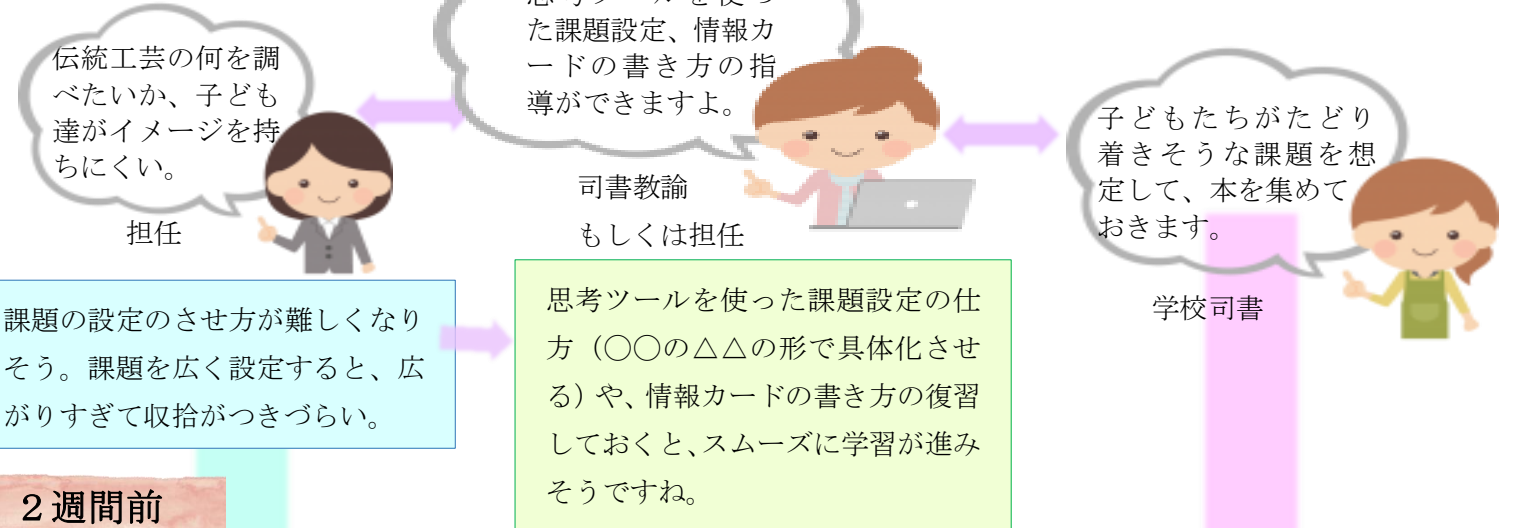 伝統工芸の何を調
べたいか、子ども
達がイメージを持
ちにくい。
担任
思考ツールを使っ
た課題設定、情報カ
ードの書き方の指
導ができますよ。
司書教諭
もしくは担任
子どもたちがたどり
着きそうな課題を想
定して、本を集めて
おきます。
学校司書
課題の設定のさせ方が難しくなり
そう。課題を広く設定すると、広
がりすぎて収拾がつきづらい。
思考ツールを使った課題設定の仕
方（〇〇の△△の形で具体化させ
る）や、情報カードの書き方の復習
しておくと、スムーズに学習が進み
そうですね。
２週間前